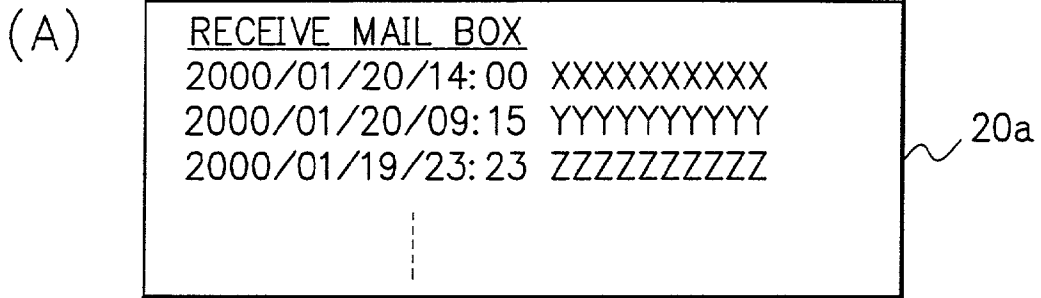 (A)
RECEIVE MAIL BOX
2000/01/20/14:00 XXXXXXXXXX
2000/01/20/09:15 YYYYYYYYYY
2000/01/19/23:23 ZZZZZZZZZZ
20a